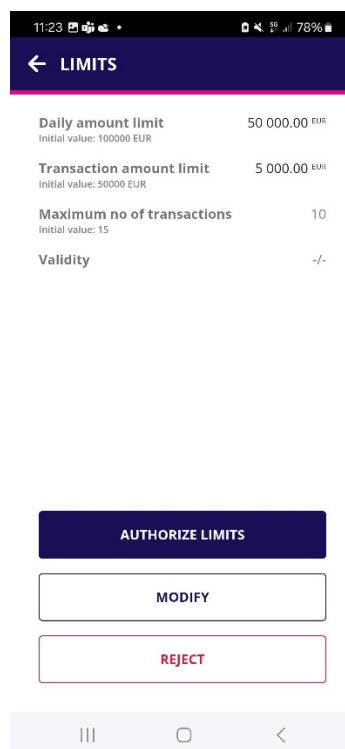 11:23
78%
LIMITS
Daily amount limit 50 000.00 EUR
Initial value: 100000 EUR
Transaction amount limit 5 000.00 EUR
Initial value: 50000 EUR
Maximum no of transactions 10
Initial value: 15
Validity -/-
AUTHORIZE LIMITS
MODIFY
REJECT